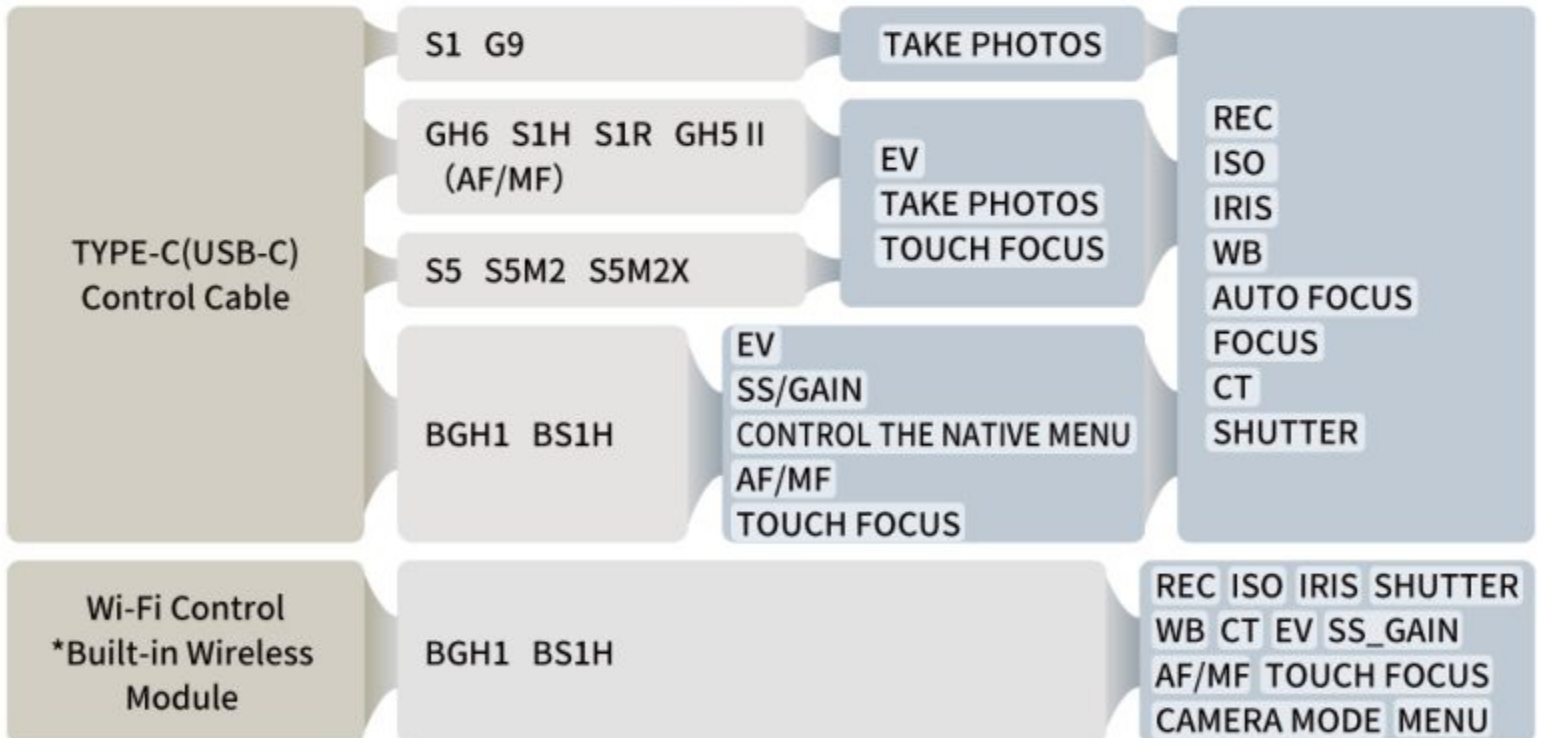 TYPE-C(USB-C)
Control Cable
S1 G9
TAKE PHOTOS
GH6 S1H S1R GH5 II
(AF/MF)
S5 S5M2 S5M2X
EV
TAKE PHOTOS
TOUCH FOCUS
BGH1 BS1H
EV
SS/GAIN
CONTROL THE NATIVE MENU
AF/MF
TOUCH FOCUS
REC
ISO
IRIS
WB
AUTO FOCUS
FOCUS
CT
SHUTTER
Wi-Fi Control
*Built-in Wireless
Module
BGH1 BS1H
REC ISO IRIS SHUTTER
WB CT EV SS_GAIN
AF/MF TOUCH FOCUS
CAMERA MODE MENU